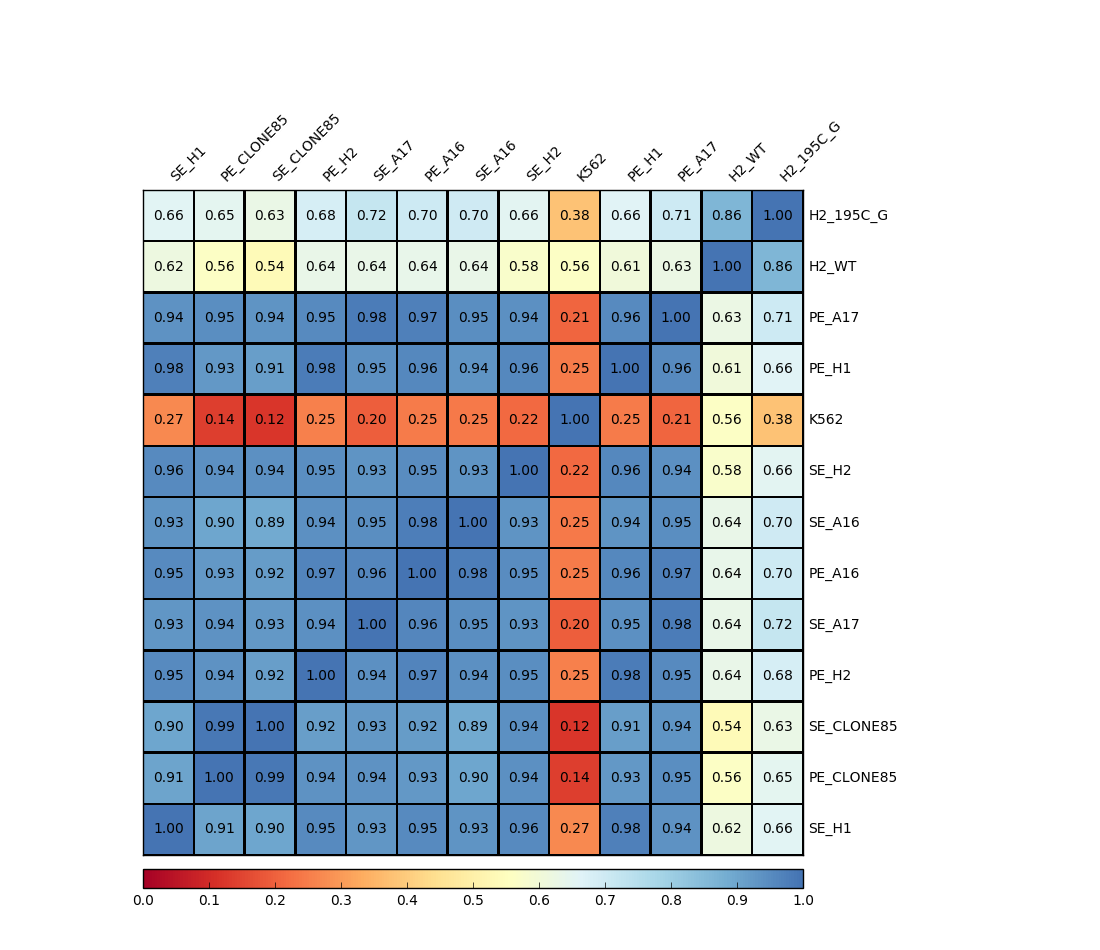 SE_H1 PE_CLONE85 SE_CLONE85 PE_H2 SE_A17 PE_A16 SE_A16 SE_H2 K562 PE_H1 PE_A17 H2_WT H2_195C_G
0.66 0.65 0.63 0.68 0.72 0.70 0.70 0.66 0.38 0.66 0.71 0.86 1.00 H2_195C_G
0.62 0.56 0.54 0.64 0.64 0.64 0.64 0.58 0.56 0.61 0.63 1.00 0.86 H2_WT
0.94 0.95 0.94 0.95 0.98 0.97 0.95 0.94 0.21 0.96 1.00 0.63 0.71 PE_A17
0.98 0.93 0.91 0.98 0.95 0.96 0.94 0.96 0.25 1.00 0.96 0.61 0.66 PE_H1
0.27 0.14 0.12 0.25 0.20 0.25 0.25 0.22 1.00 0.25 0.21 0.56 0.38 K562
0.96 0.94 0.94 0.95 0.93 0.95 0.93 1.00 0.22 0.96 0.94 0.58 0.66 SE_H2
0.93 0.90 0.89 0.94 0.95 0.98 1.00 0.93 0.25 0.94 0.95 0.64 0.70 SE_A16
0.95 0.93 0.92 0.97 0.96 1.00 0.98 0.95 0.25 0.96 0.97 0.64 0.70 PE_A16
0.93 0.94 0.93 0.94 1.00 0.96 0.95 0.93 0.20 0.95 0.98 0.64 0.72 SE_A17
0.95 0.94 0.92 1.00 0.94 0.97 0.94 0.95 0.25 0.98 0.95 0.64 0.68 PE_H2
0.90 0.99 1.00 0.92 0.93 0.92 0.89 0.94 0.12 0.91 0.94 0.54 0.63 SE_CLONE85
0.91 1.00 0.99 0.94 0.94 0.93 0.90 0.94 0.14 0.93 0.95 0.56 0.65 PE_CLONE85
1.00 0.91 0.90 0.95 0.93 0.95 0.93 0.96 0.27 0.98 0.94 0.62 0.66 SE_H1
0.0 0.1 0.2 0.3 0.4 0.5 0.6 0.7 0.8 0.9 1.0